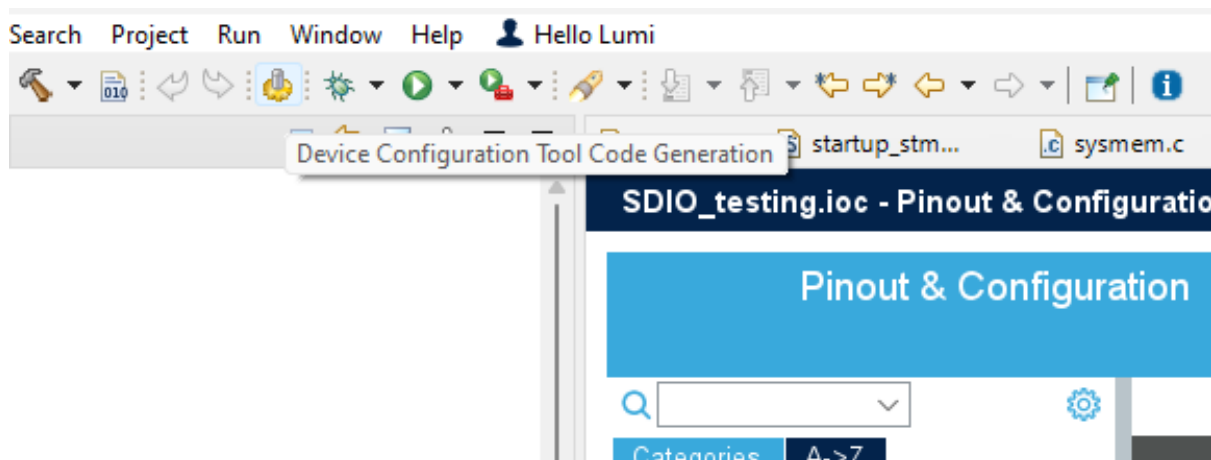 Search Project Run Window Help Hello Lumi
010
Device Configuration Tool Code Generation
startup_stm...
sysmem.c
SDIO_testing.ioc - Pinout & Configuratio
Pinout & Configuration
Categories A->Z